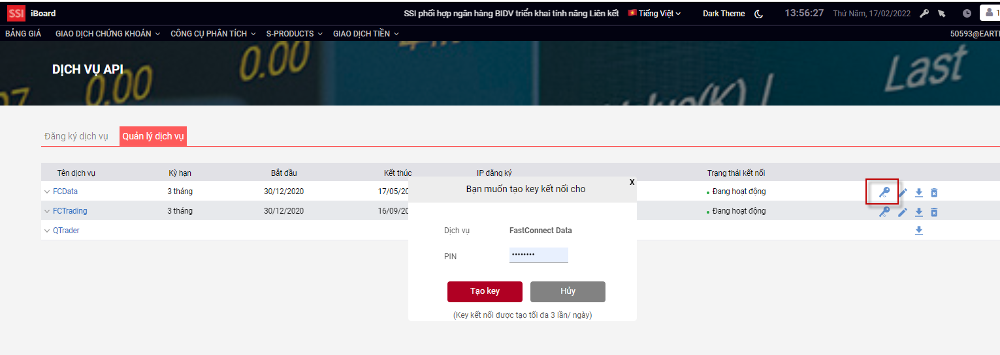 SSI iBoard SSI phối hợp ngân hàng BIDV triển khai tính năng Liên kết Tiếng Việt Dark Theme 13:56:27 Thứ Năm, 17/02/2022 1
BẢNG GIÁ GIAO DỊCH CHỨNG KHOÁN CÔNG CỤ PHÂN TÍCH S-PRODUCTS GIAO DỊCH TIỀN 50593@EART
DỊCH VỤ API
0.00 0.00 Last
Value(K)
Đăng ký dịch vụ Quản lý dịch vụ
Tên dịch vụ Kỳ hạn Bắt đầu Kết thúc IP đăng ký Trạng thái kết nối
FCData 3 tháng 30/12/2020 17/05/20 Đang hoạt động
FCTrading 3 tháng 30/12/2020 16/09/20 Đang hoạt động
QTrader
X
Bạn muốn tạo key kết nối cho
Dịch vụ FastConnect Data
PIN ••••••••
Tạo key Hủy
(Key kết nối được tạo tối đa 3 lần/ ngày)